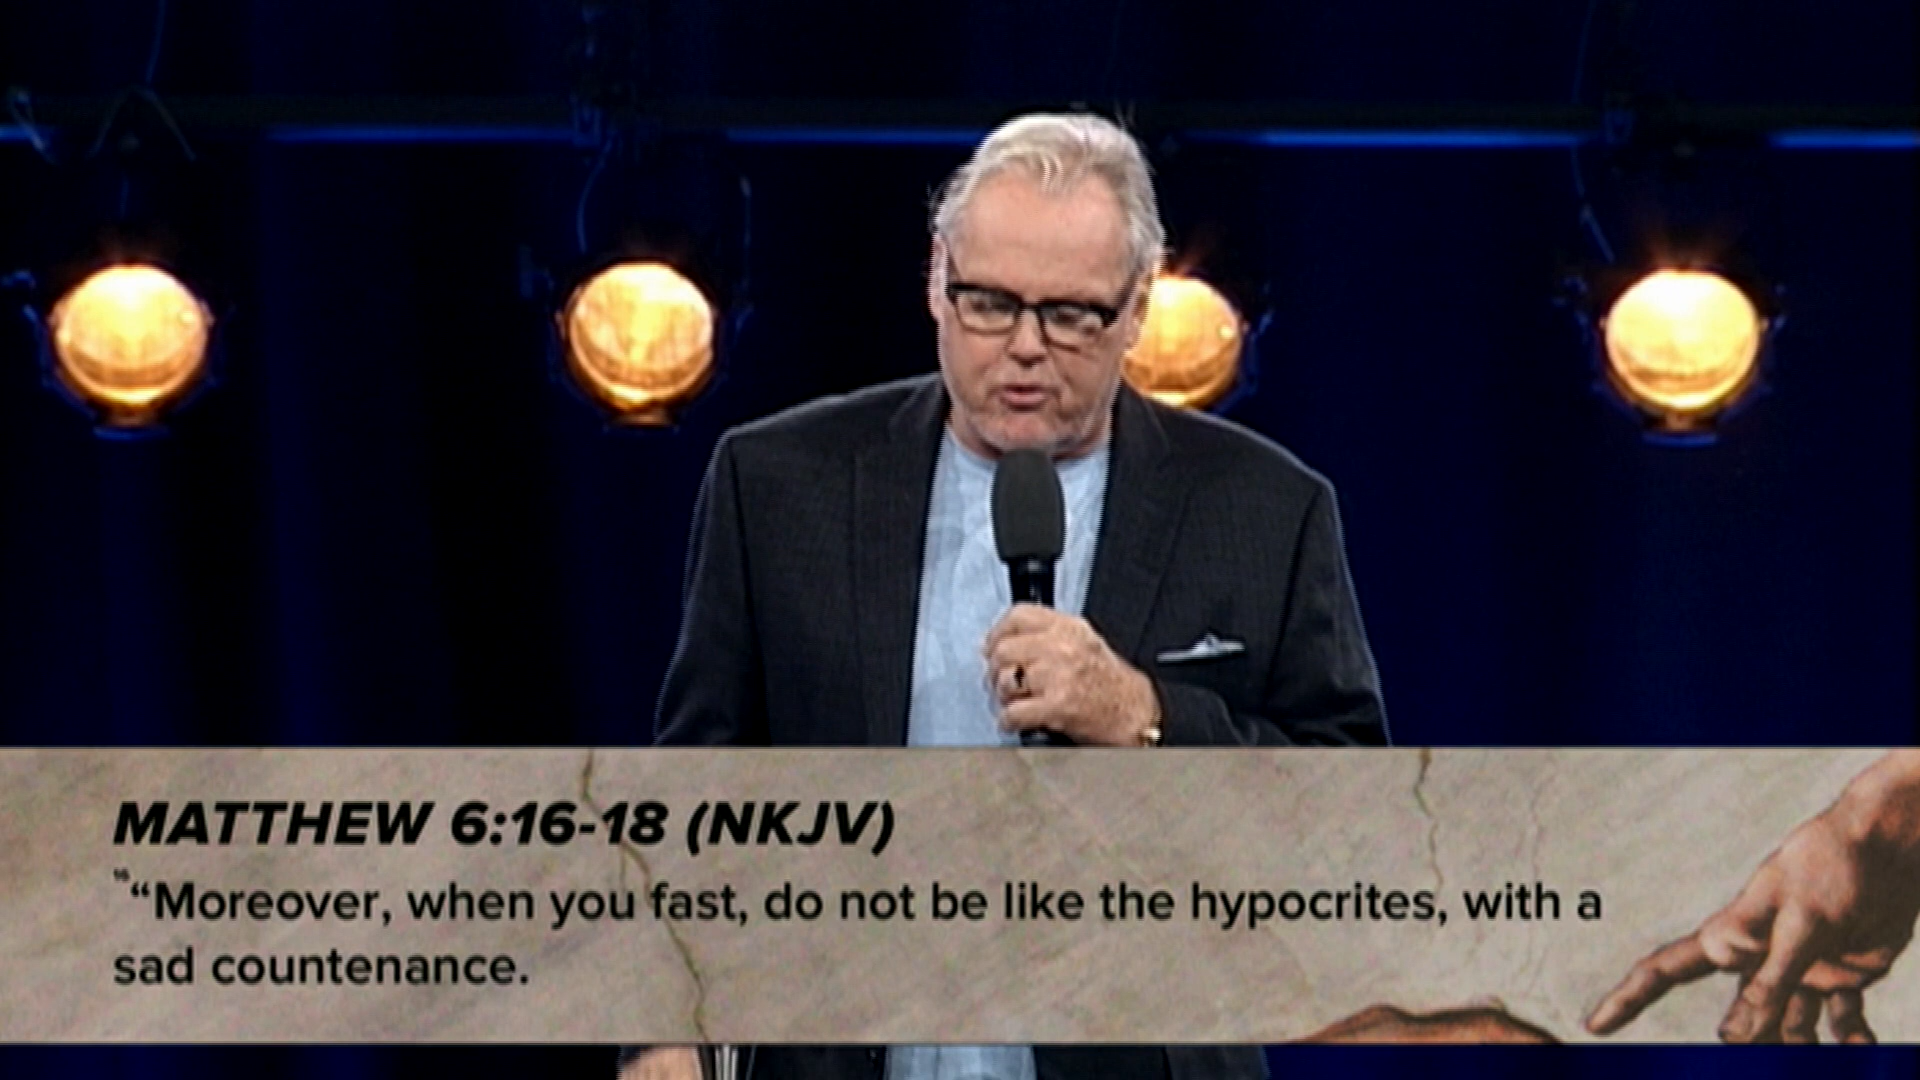 MATTHEW 6:16-18 (NKJV)
16 “Moreover, when you fast, do not be like the hypocrites, with a
sad countenance.